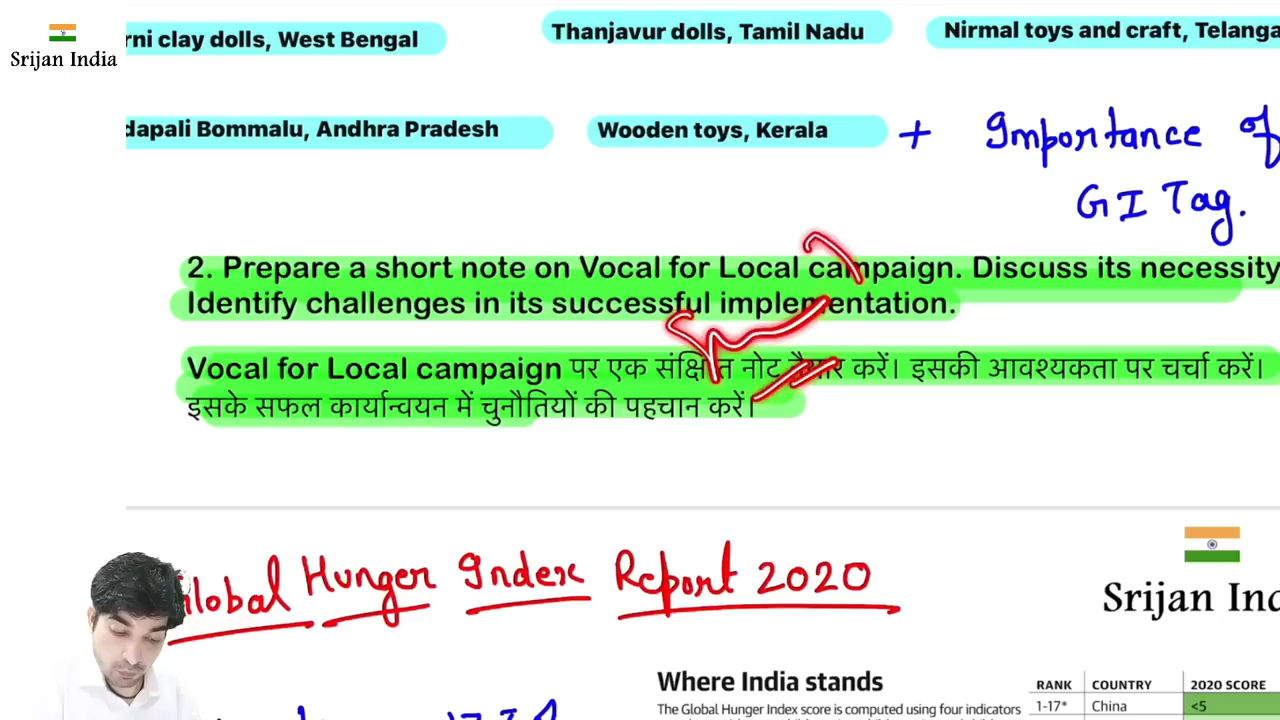 Srijan India
rni clay dolls, West Bengal
Thanjavur dolls, Tamil Nadu
Nirmal toys and craft, Telanga
dapali Bommalu, Andhra Pradesh
Wooden toys, Kerala
+ Importance of
GI Tag.
2. Prepare a short note on Vocal for Local campaign. Discuss its necessity
Identify challenges in its successful implementation.
Vocal for Local campaign पर एक संक्षिप्त नोट तैयार करें। इसकी आवश्यकता पर चर्चा करें।
इसके सफल कार्यान्वयन में चुनौतियों की पहचान करें।
Global Hunger Index Report 2020
Srijan Inc
Where India stands
The Global Hunger Index score is computed using four indicators
RANK COUNTRY 2020 SCORE
1-17* China <5